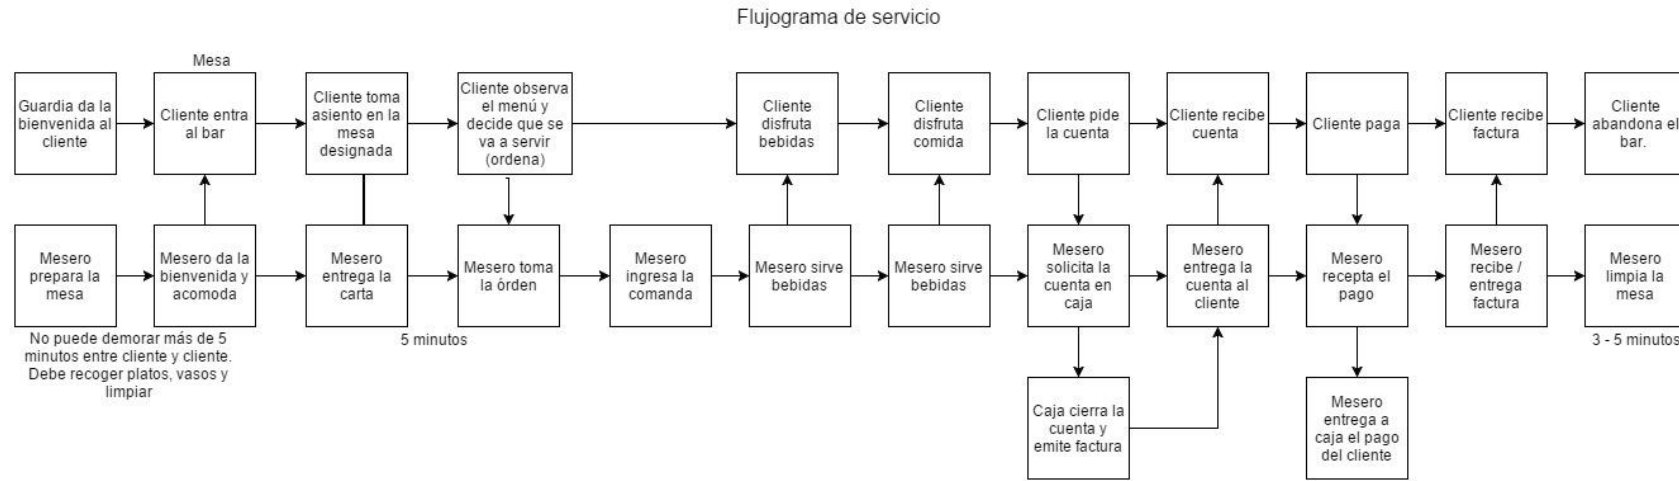 Flujograma de servicio
Mesa
Guardia da la
bienvenida al
cliente
Cliente entra
al bar
Cliente toma
asiento en la
mesa
designada
Cliente observa
el menú y
decide que se
va a servir
(ordena)
Cliente
disfruta
bebidas
Cliente
disfruta
comida
Cliente pide
la cuenta
Cliente recibe
cuenta
Cliente paga
Cliente recibe
factura
Cliente
abandona el
bar.
Mesero
prepara la
mesa
Mesero da la
bienvenida y
acomoda
Mesero
entrega la
carta
Mesero toma
la órden
Mesero
ingresa la
comanda
Mesero sirve
bebidas
Mesero sirve
bebidas
Mesero
solicita la
cuenta en
caja
Mesero
entrega la
cuenta al
cliente
Mesero
recepta el
pago
Mesero
recibe /
entrega
factura
Mesero
limpia la
mesa
No puede demorar más de 5
minutos entre cliente y cliente.
Debe recoger platos, vasos y
limpiar
5 minutos
3 - 5 minutos
Caja cierra la
cuenta y
emite factura
Mesero
entrega a
caja el pago
del cliente